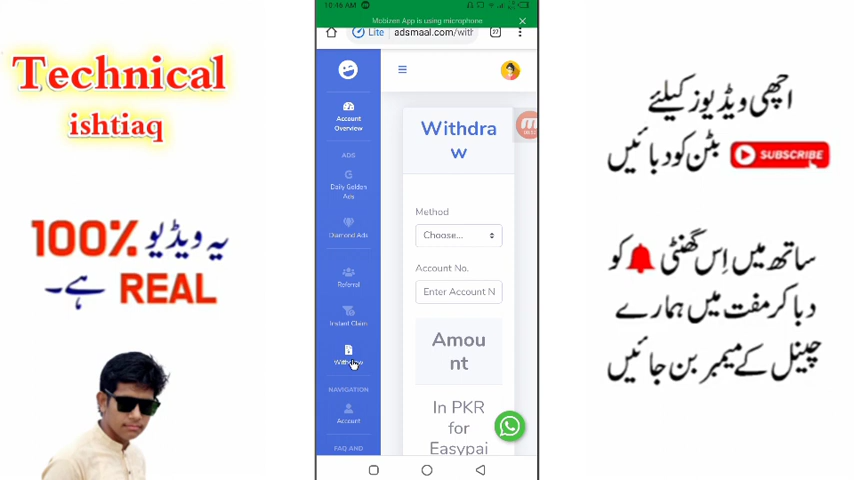 Technical
ishtiaq
یہ ویڈیو 100%
REAL ہے۔
10:46 AM
Mobizen App is using microphone
Lite adsmaal.com/with
27
Account
Overview
ADS
Daily Golden
Ads
Diamond Ads
Referral
Instant Claim
Withdraw
NAVIGATION
Account
FAQ AND
Withdra
w
Method
Choose...
Account No.
Enter Account N
Amou
nt
In PKR
for
Easypai
اچھی ویڈیوز کیلئے
SUBSCRIBE بٹن کو دبائیں
ساتھ میں اِس گھنٹی کو
دبا کر مفت میں ہمارے
چینل کے میمبر بن جائیں